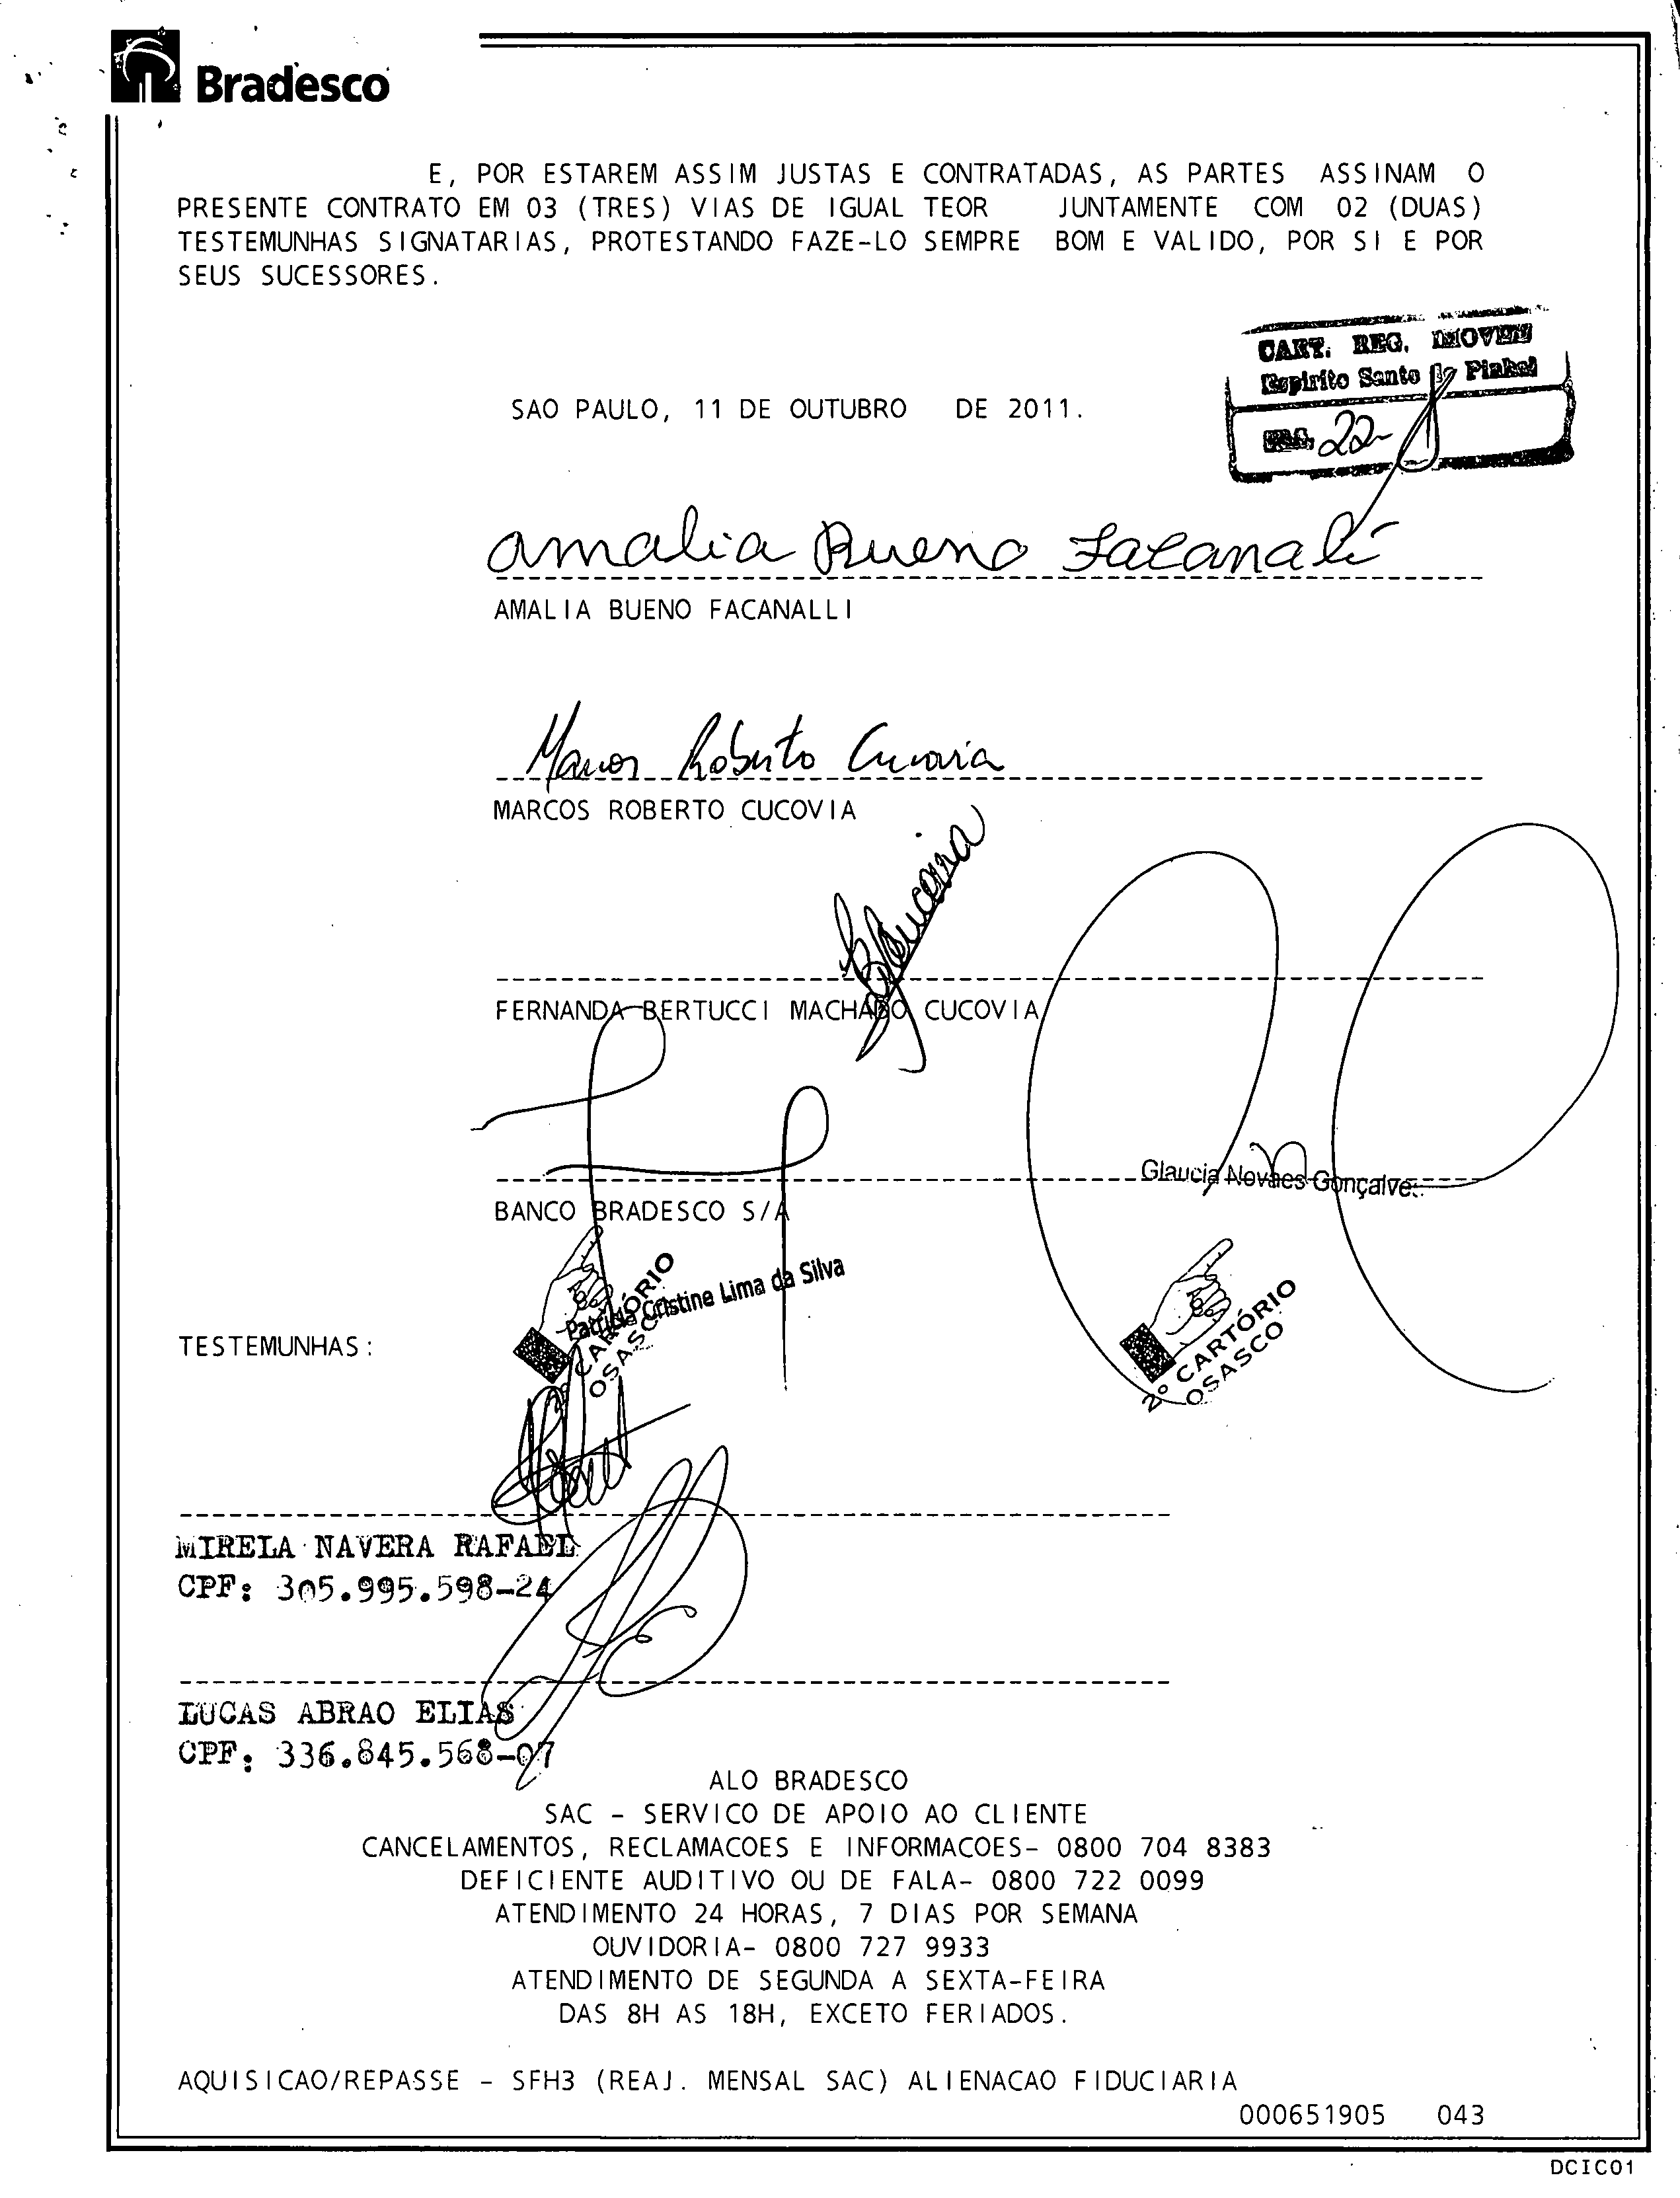 Bradesco
E, POR ESTAREM ASSIM JUSTAS E CONTRATADAS, AS PARTES ASSINAM O
PRESENTE CONTRATO EM 03 (TRES) VIAS DE IGUAL TEOR JUNTAMENTE COM 02 (DUAS)
TESTEMUNHAS SIGNATARIAS, PROTESTANDO FAZE-LO SEMPRE BOM E VALIDO, POR SI E POR
SEUS SUCESSORES.
CART. REG. IMOVEIS
Espirito Santo do Pinhal
FLS. 22
SAO PAULO, 11 DE OUTUBRO DE 2011.
Amalia Bueno Facanali
AMALIA BUENO FACANALLI
Marcos Roberto Cucovia
MARCOS ROBERTO CUCOVIA
FERNANDA BERTUCCI MACHADO CUCOVIA
Glaucia Novaes Gonçalves
BANCO BRADESCO S/A
Patricia Cristine Lima da Silva
CARTÓRIO
OSASCO
2º CARTÓRIO
OSASCO
TESTEMUNHAS:
MIRELA NAVERA RAFAEL
CPF: 305.995.598-24
LUCAS ABRAO ELIAS
CPF: 336.845.568-07
ALO BRADESCO
SAC - SERVICO DE APOIO AO CLIENTE
CANCELAMENTOS, RECLAMACOES E INFORMACOES- 0800 704 8383
DEFICIENTE AUDITIVO OU DE FALA- 0800 722 0099
ATENDIMENTO 24 HORAS, 7 DIAS POR SEMANA
OUVIDORIA- 0800 727 9933
ATENDIMENTO DE SEGUNDA A SEXTA-FEIRA
DAS 8H AS 18H, EXCETO FERIADOS.
AQUISICAO/REPASSE - SFH3 (REAJ. MENSAL SAC) ALIENACAO FIDUCIARIA
000651905 043
DCIC01